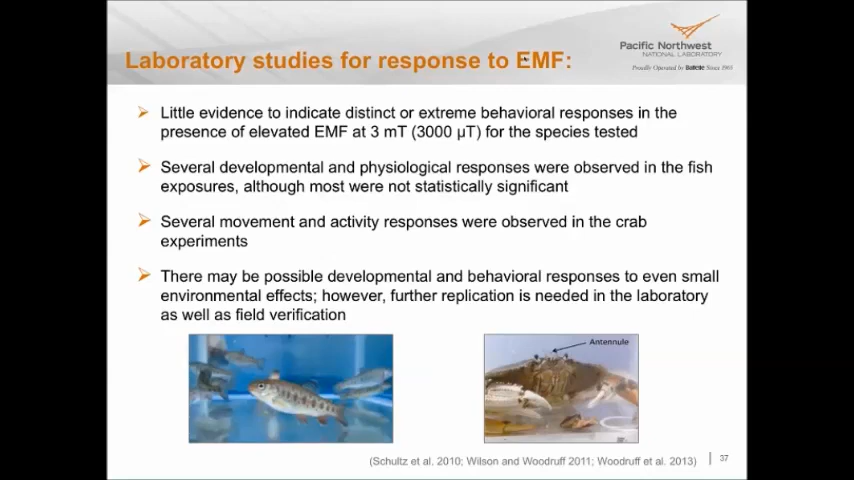 Pacific Northwest
NATIONAL LABORATORY
Proudly Operated by Battelle Since 1965
Laboratory studies for response to EMF:
Little evidence to indicate distinct or extreme behavioral responses in the
presence of elevated EMF at 3 mT (3000 µT) for the species tested
Several developmental and physiological responses were observed in the fish
exposures, although most were not statistically significant
Several movement and activity responses were observed in the crab
experiments
There may be possible developmental and behavioral responses to even small
environmental effects; however, further replication is needed in the laboratory
as well as field verification
Antennule
(Schultz et al. 2010; Wilson and Woodruff 2011; Woodruff et al. 2013)
37